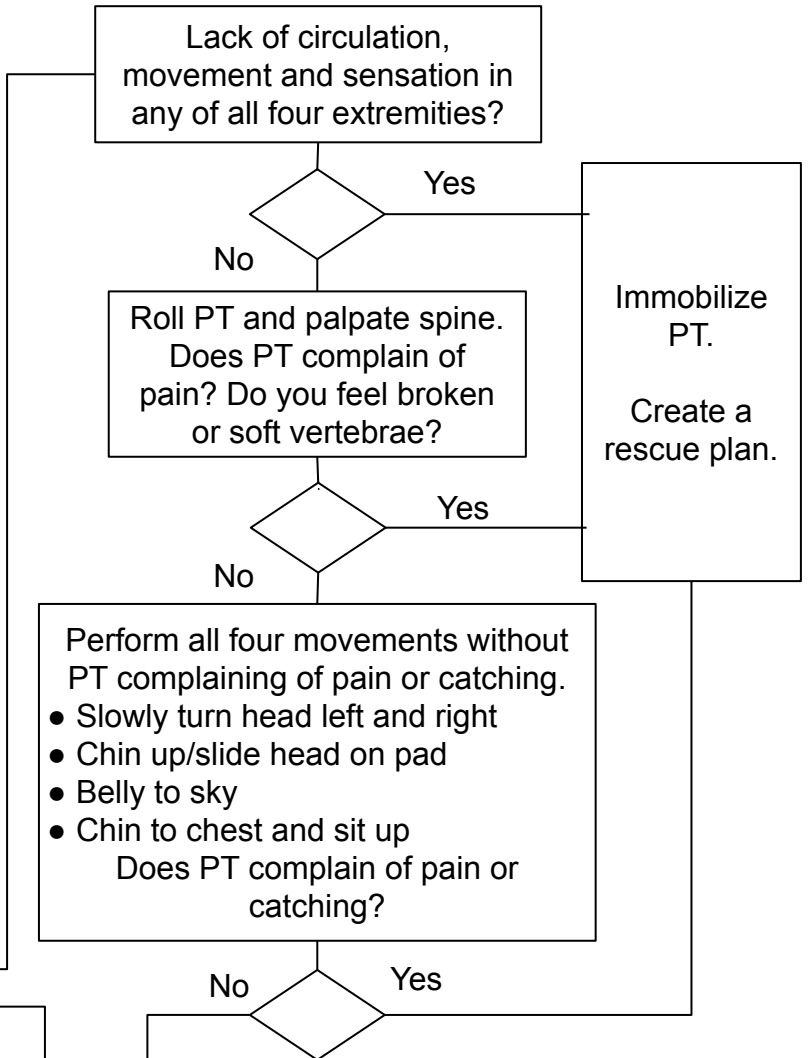 Lack of circulation,
movement and sensation in
any of all four extremities?
Yes
No
Immobilize
PT.
Create a
rescue plan.
Roll PT and palpate spine.
Does PT complain of
pain? Do you feel broken
or soft vertebrae?
Yes
No
Perform all four movements without
PT complaining of pain or catching.
● Slowly turn head left and right
● Chin up/slide head on pad
● Belly to sky
● Chin to chest and sit up
Does PT complain of pain or
catching?
No
Yes